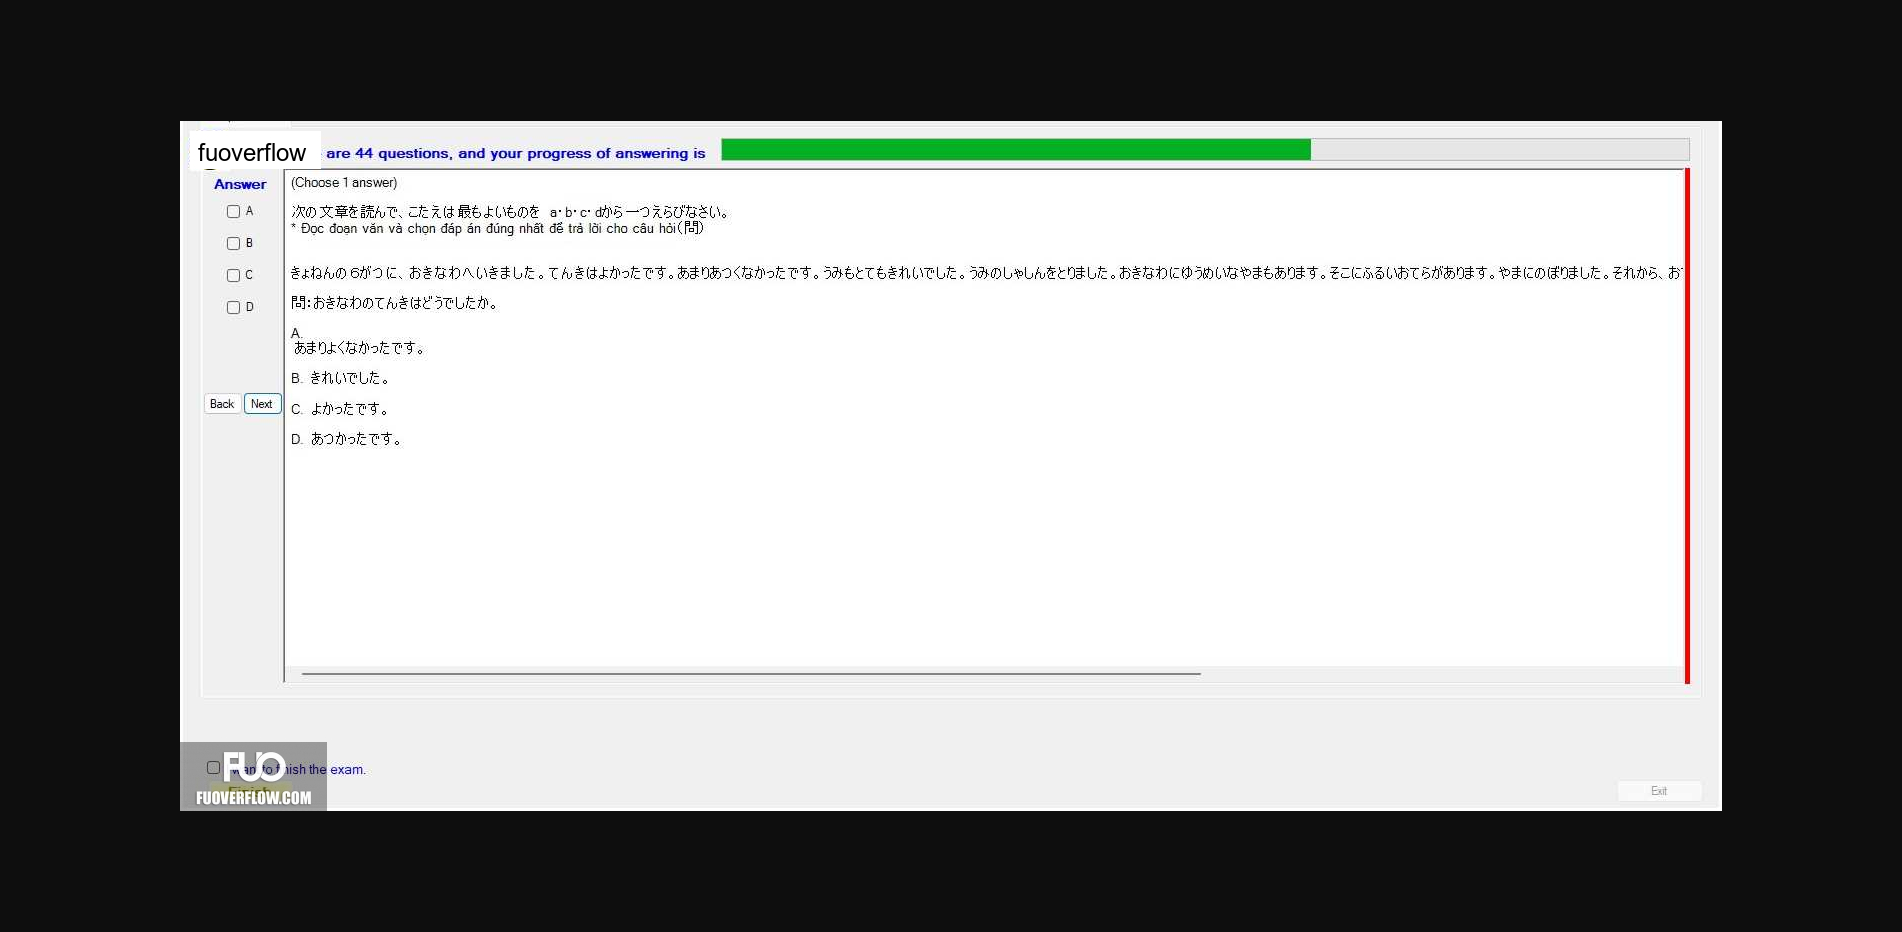 fuoverflow are 44 questions, and your progress of answering is
Answer
(Choose 1 answer)
A
B
C
D
Back
Next
次の文章を読んで、こたえは最もよいものを a・b・c・dから一つえらびなさい。
* Đọc đoạn văn và chọn đáp án đúng nhất để trả lời cho câu hỏi(問)
きょねんの6がつに、おきなわへいきました。てんきはよかったです。あまりあつくなかったです。うみもとてもきれいでした。うみのしゃしんをとりました。おきなわにゆうめいなやまもあります。そこにふるいおてらがあります。やまにのぼりました。それから、お
問:おきなわのてんきはどうでしたか。
A.
あまりよくなかったです。
B. きれいでした。
C. よかったです。
D. あつかったです。
want to finish the exam.
FUO
Finish
FUOVERFLOW.COM
Exit